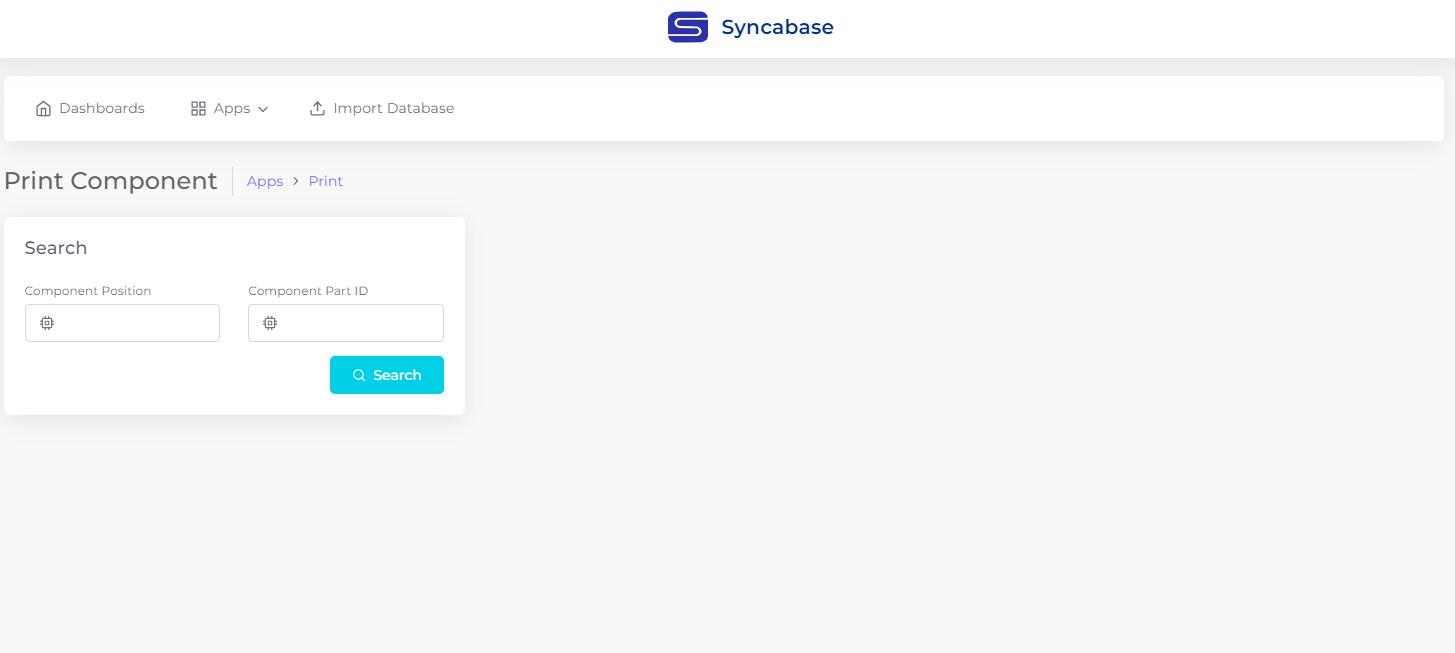 Syncabase
Dashboards Apps Import Database
Print Component Apps > Print
Search
Component Position Component Part ID
Search